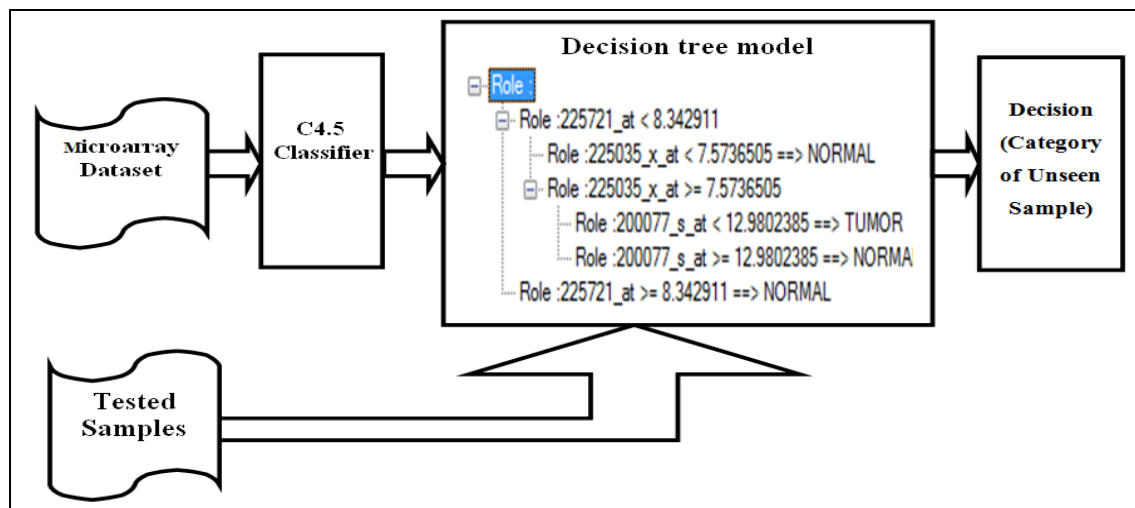 Microarray
Dataset
C4.5
Classifier
Decision tree model
Role :
Role :225721_at < 8.342911
Role :225035_x_at < 7.5736505 ==> NORMAL
Role :225035_x_at >= 7.5736505
Role :200077_s_at < 12.9802385 ==> TUMOR
Role :200077_s_at >= 12.9802385 ==> NORMA
Role :225721_at >= 8.342911 ==> NORMAL
Decision
(Category
of Unseen
Sample)
Tested
Samples